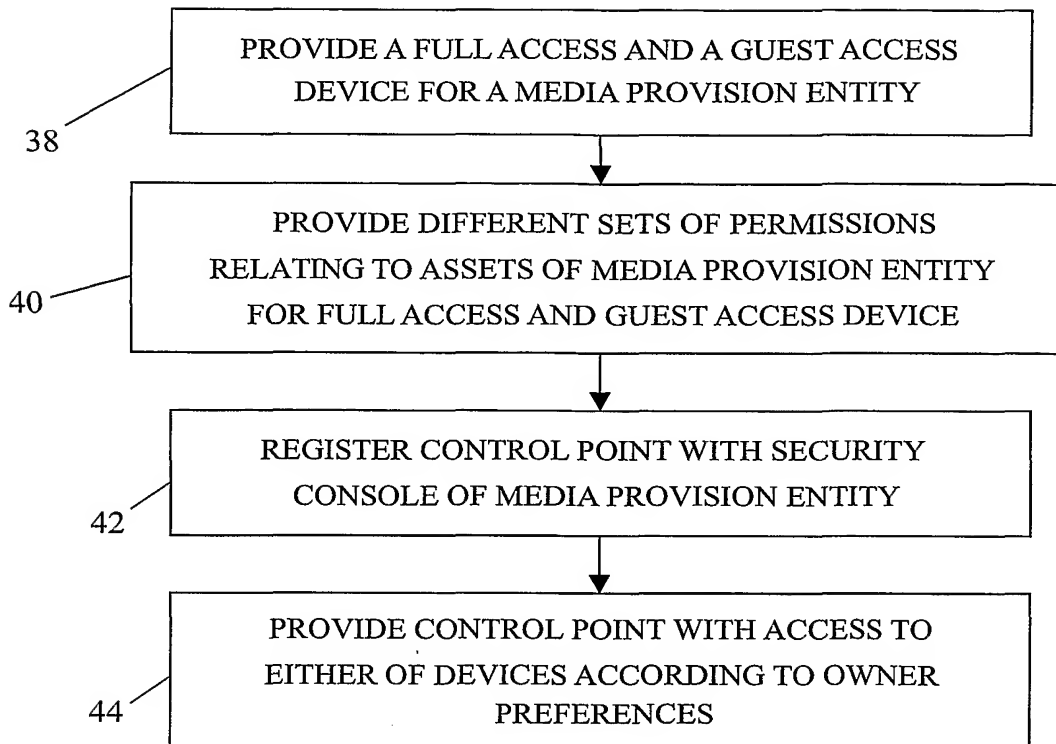 PROVIDE A FULL ACCESS AND A GUEST ACCESS
DEVICE FOR A MEDIA PROVISION ENTITY
38
PROVIDE DIFFERENT SETS OF PERMISSIONS
RELATING TO ASSETS OF MEDIA PROVISION ENTITY
FOR FULL ACCESS AND GUEST ACCESS DEVICE
40
REGISTER CONTROL POINT WITH SECURITY
CONSOLE OF MEDIA PROVISION ENTITY
42
PROVIDE CONTROL POINT WITH ACCESS TO
EITHER OF DEVICES ACCORDING TO OWNER
PREFERENCES
44